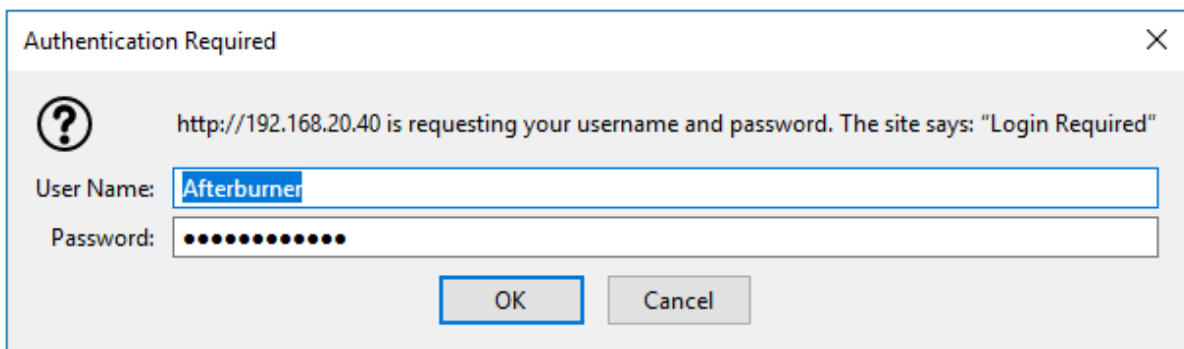 Authentication Required
http://192.168.20.40 is requesting your username and password. The site says: “Login Required”
User Name: Afterburner
Password: ●●●●●●●●●●●●
OK Cancel